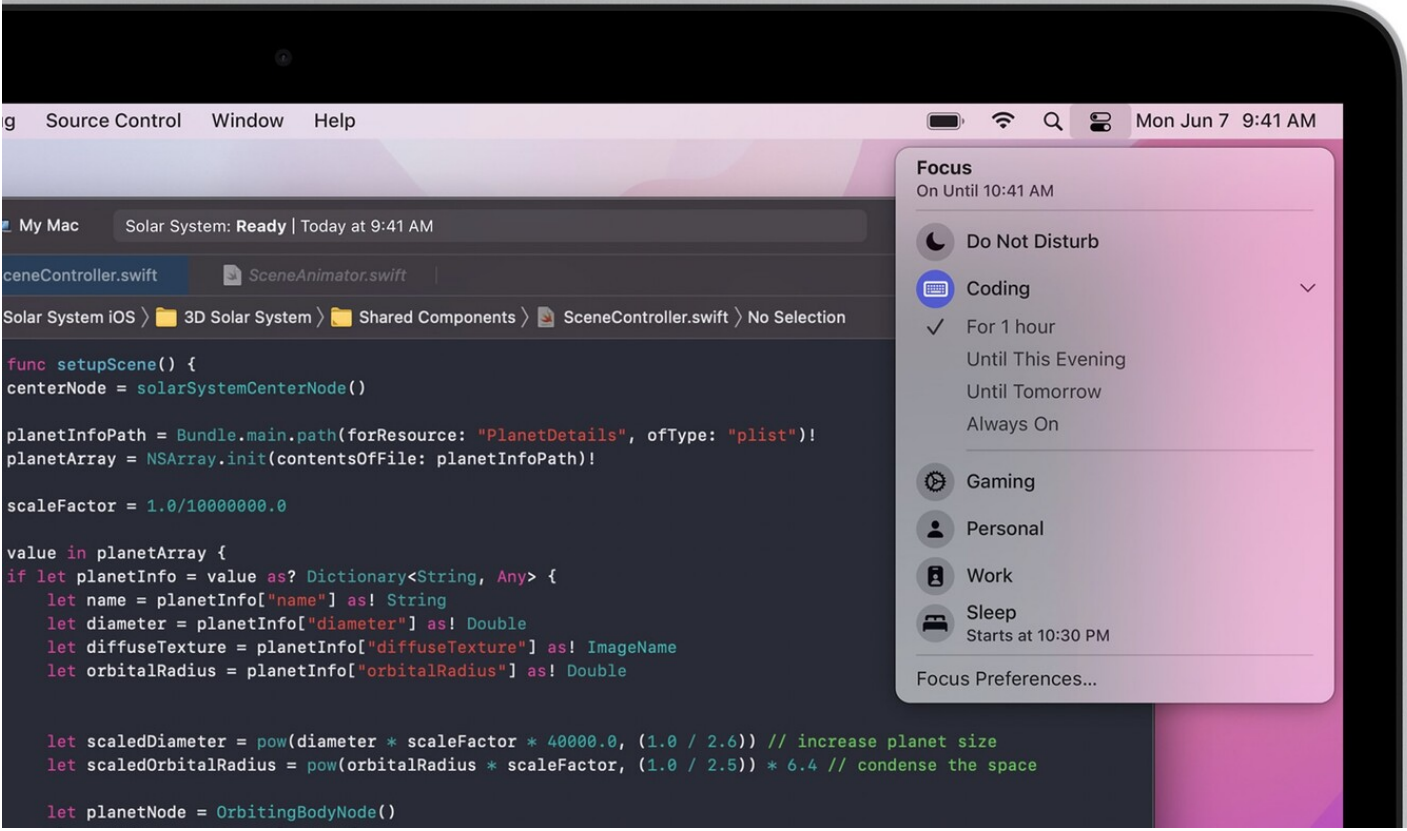 Source Control Window Help Mon Jun 7 9:41 AM
My Mac Solar System: Ready | Today at 9:41 AM
ceneController.swift SceneAnimator.swift
Solar System iOS 〉 3D Solar System 〉 Shared Components 〉 SceneController.swift 〉 No Selection
func setupScene() {
centerNode = solarSystemCenterNode()
planetInfoPath = Bundle.main.path(forResource: "PlanetDetails", ofType: "plist")!
planetArray = NSArray.init(contentsOfFile: planetInfoPath)!
scaleFactor = 1.0/10000000.0
value in planetArray {
if let planetInfo = value as? Dictionary<String, Any> {
let name = planetInfo["name"] as! String
let diameter = planetInfo["diameter"] as! Double
let diffuseTexture = planetInfo["diffuseTexture"] as! ImageName
let orbitalRadius = planetInfo["orbitalRadius"] as! Double
let scaledDiameter = pow(diameter * scaleFactor * 40000.0, (1.0 / 2.6)) // increase planet size
let scaledOrbitalRadius = pow(orbitalRadius * scaleFactor, (1.0 / 2.5)) * 6.4 // condense the space
let planetNode = OrbitingBodyNode()
Focus
On Until 10:41 AM
Do Not Disturb
Coding
For 1 hour
Until This Evening
Until Tomorrow
Always On
Gaming
Personal
Work
Sleep
Starts at 10:30 PM
Focus Preferences...